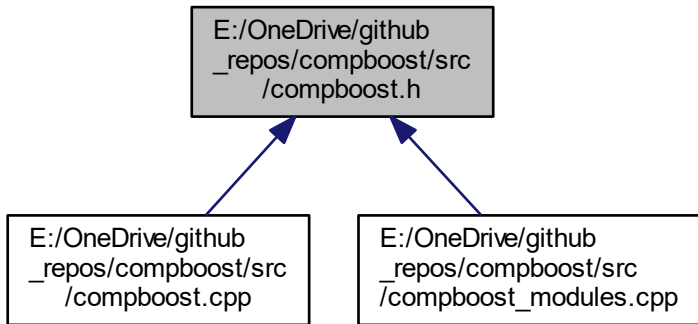 E:/OneDrive/github
_repos/compboost/src
/compboost.h
E:/OneDrive/github
_repos/compboost/src
/compboost.cpp
E:/OneDrive/github
_repos/compboost/src
/compboost_modules.cpp